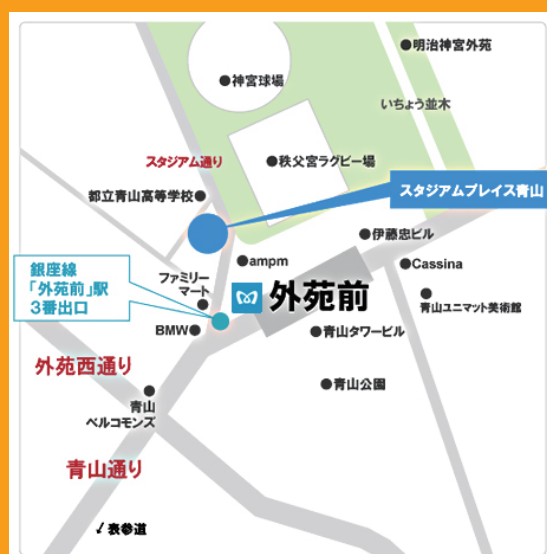 明治神宮外苑
神宮球場
いちょう並木
スタジアム通り
秩父宮ラグビー場
都立青山高等学校
スタジアムプレイス青山
伊藤忠ビル
ampm
Cassina
銀座線
「外苑前」駅
3番出口
ファミリー
マート
外苑前
青山ユニマット美術館
BMW
青山タワービル
外苑西通り
青山公園
青山
ベルコモンズ
青山通り
表参道